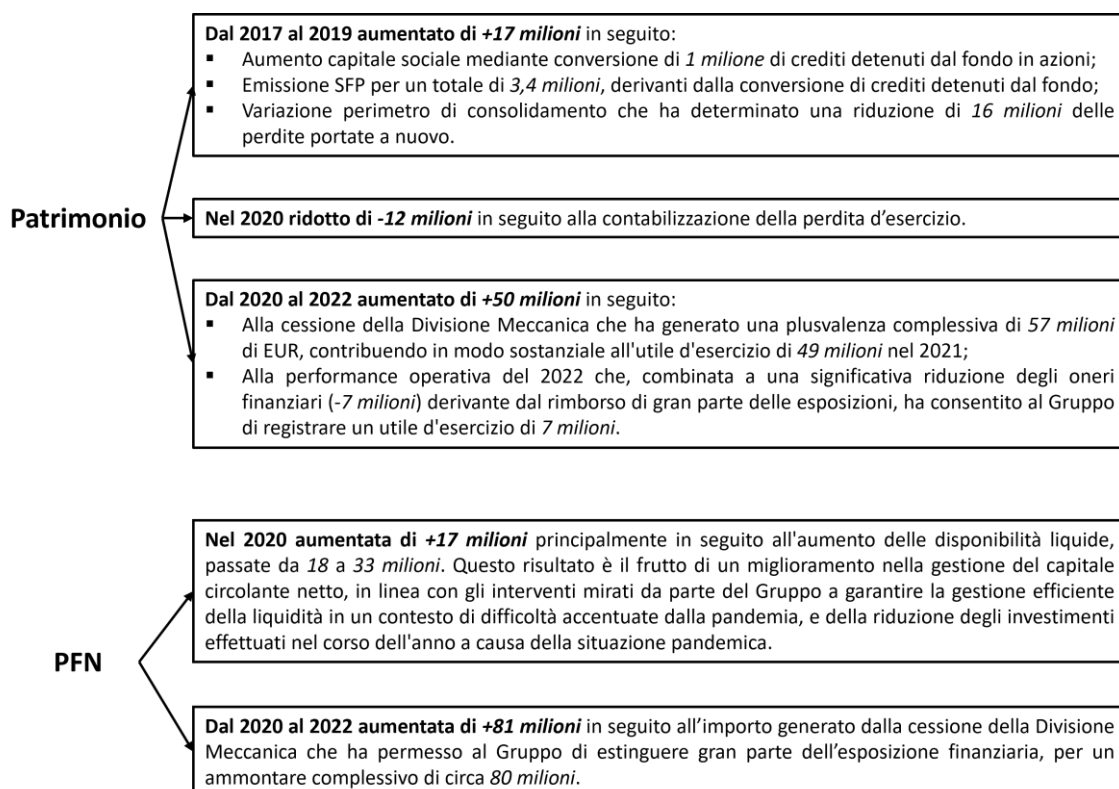 Dal 2017 al 2019 aumentato di +17 milioni in seguito:
▪ Aumento capitale sociale mediante conversione di 1 milione di crediti detenuti dal fondo in azioni;
▪ Emissione SFP per un totale di 3,4 milioni, derivanti dalla conversione di crediti detenuti dal fondo;
▪ Variazione perimetro di consolidamento che ha determinato una riduzione di 16 milioni delle
perdite portate a nuovo.
Patrimonio
Nel 2020 ridotto di -12 milioni in seguito alla contabilizzazione della perdita d’esercizio.
Dal 2020 al 2022 aumentato di +50 milioni in seguito:
▪ Alla cessione della Divisione Meccanica che ha generato una plusvalenza complessiva di 57 milioni
di EUR, contribuendo in modo sostanziale all'utile d'esercizio di 49 milioni nel 2021;
▪ Alla performance operativa del 2022 che, combinata a una significativa riduzione degli oneri
finanziari (-7 milioni) derivante dal rimborso di gran parte delle esposizioni, ha consentito al Gruppo
di registrare un utile d'esercizio di 7 milioni.
Nel 2020 aumentata di +17 milioni principalmente in seguito all'aumento delle disponibilità liquide,
passate da 18 a 33 milioni. Questo risultato è il frutto di un miglioramento nella gestione del capitale
circolante netto, in linea con gli interventi mirati da parte del Gruppo a garantire la gestione efficiente
della liquidità in un contesto di difficoltà accentuate dalla pandemia, e della riduzione degli investimenti
effettuati nel corso dell'anno a causa della situazione pandemica.
PFN
Dal 2020 al 2022 aumentata di +81 milioni in seguito all’importo generato dalla cessione della Divisione
Meccanica che ha permesso al Gruppo di estinguere gran parte dell’esposizione finanziaria, per un
ammontare complessivo di circa 80 milioni.